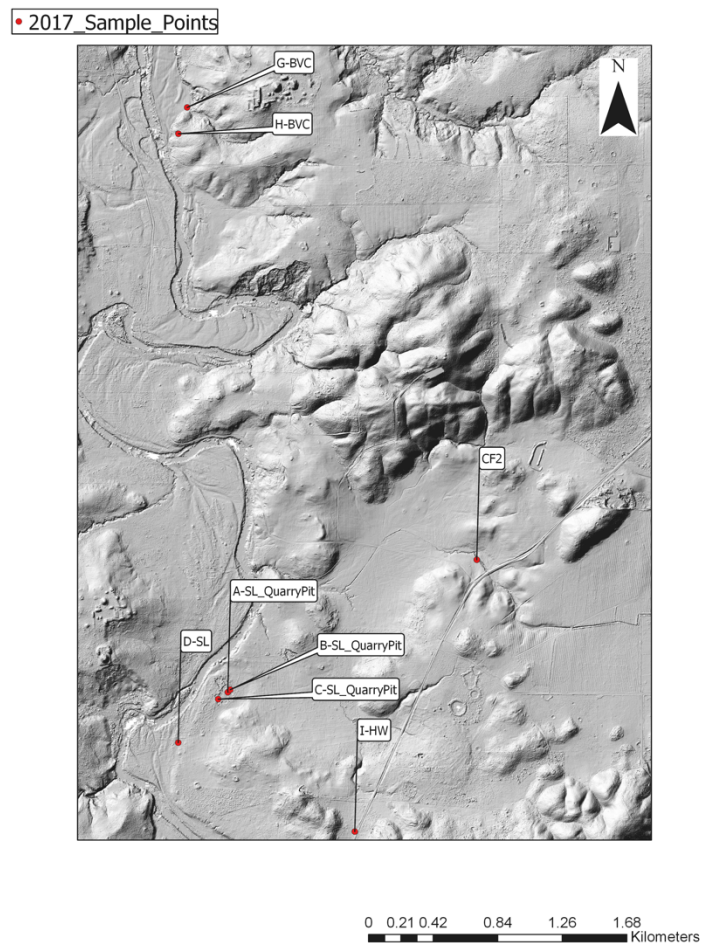 2017_Sample_Points
N
G-BVC
H-BVC
CF2
A-SL_QuarryPit
D-SL
B-SL_QuarryPit
C-SL_QuarryPit
I-HW
0 0.21 0.42 0.84 1.26 1.68
Kilometers